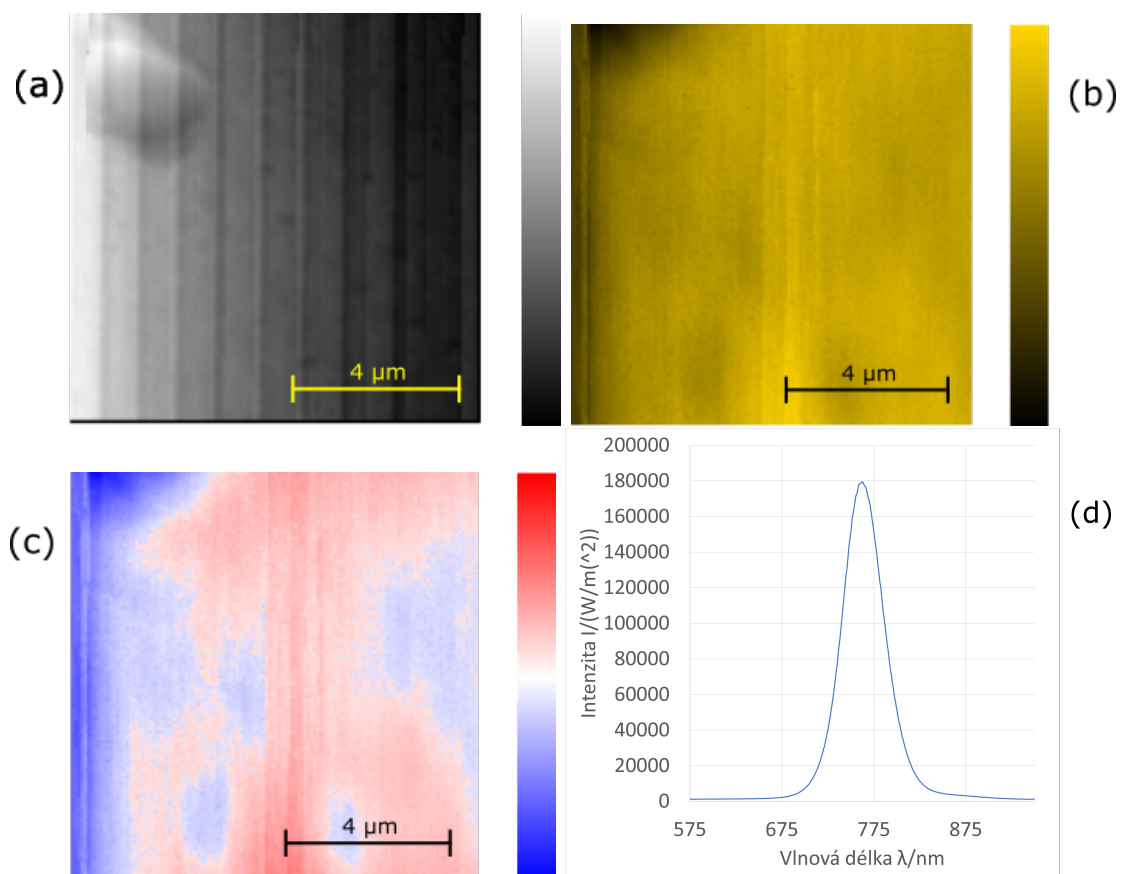 (a)
4 µm
(b)
4 µm
(c)
4 µm
(d)
200000
180000
160000
140000
120000
100000
80000
60000
40000
20000
0
Intenzita I/(W/m(^2))
575 675 775 875
Vlnová délka λ/nm